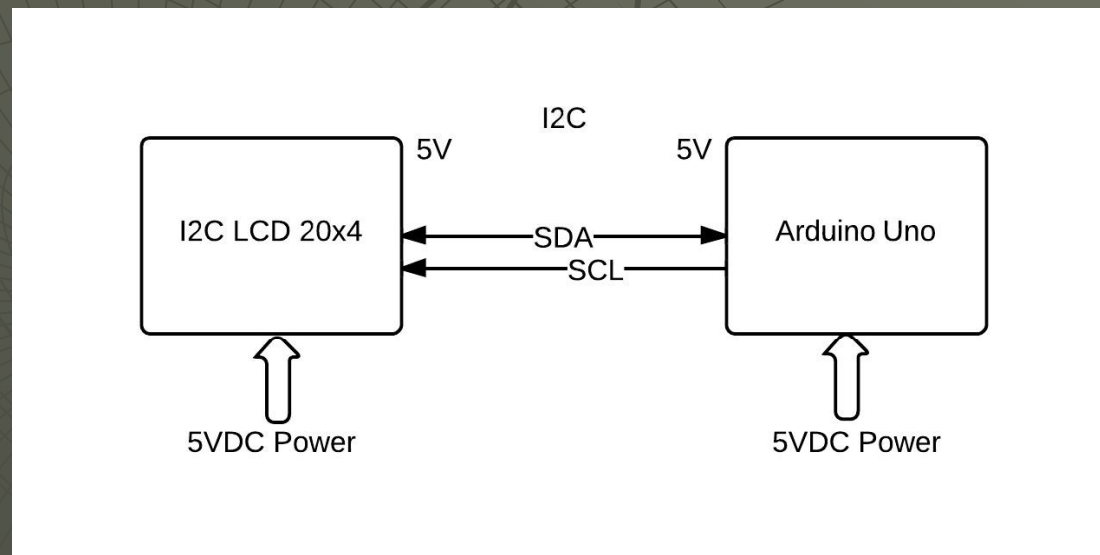 I2C
5V
5V
I2C LCD 20x4
Arduino Uno
SDA
SCL
5VDC Power
5VDC Power